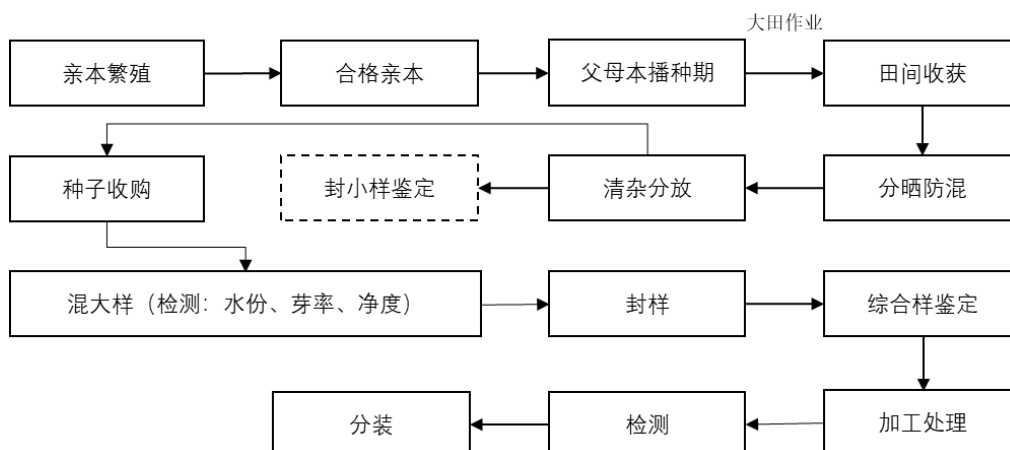 大田作业
亲本繁殖
合格亲本
父母本播种期
田间收获
种子收购
封小样鉴定
清杂分放
分晒防混
混大样（检测：水份、芽率、净度）
封样
综合样鉴定
分装
检测
加工处理